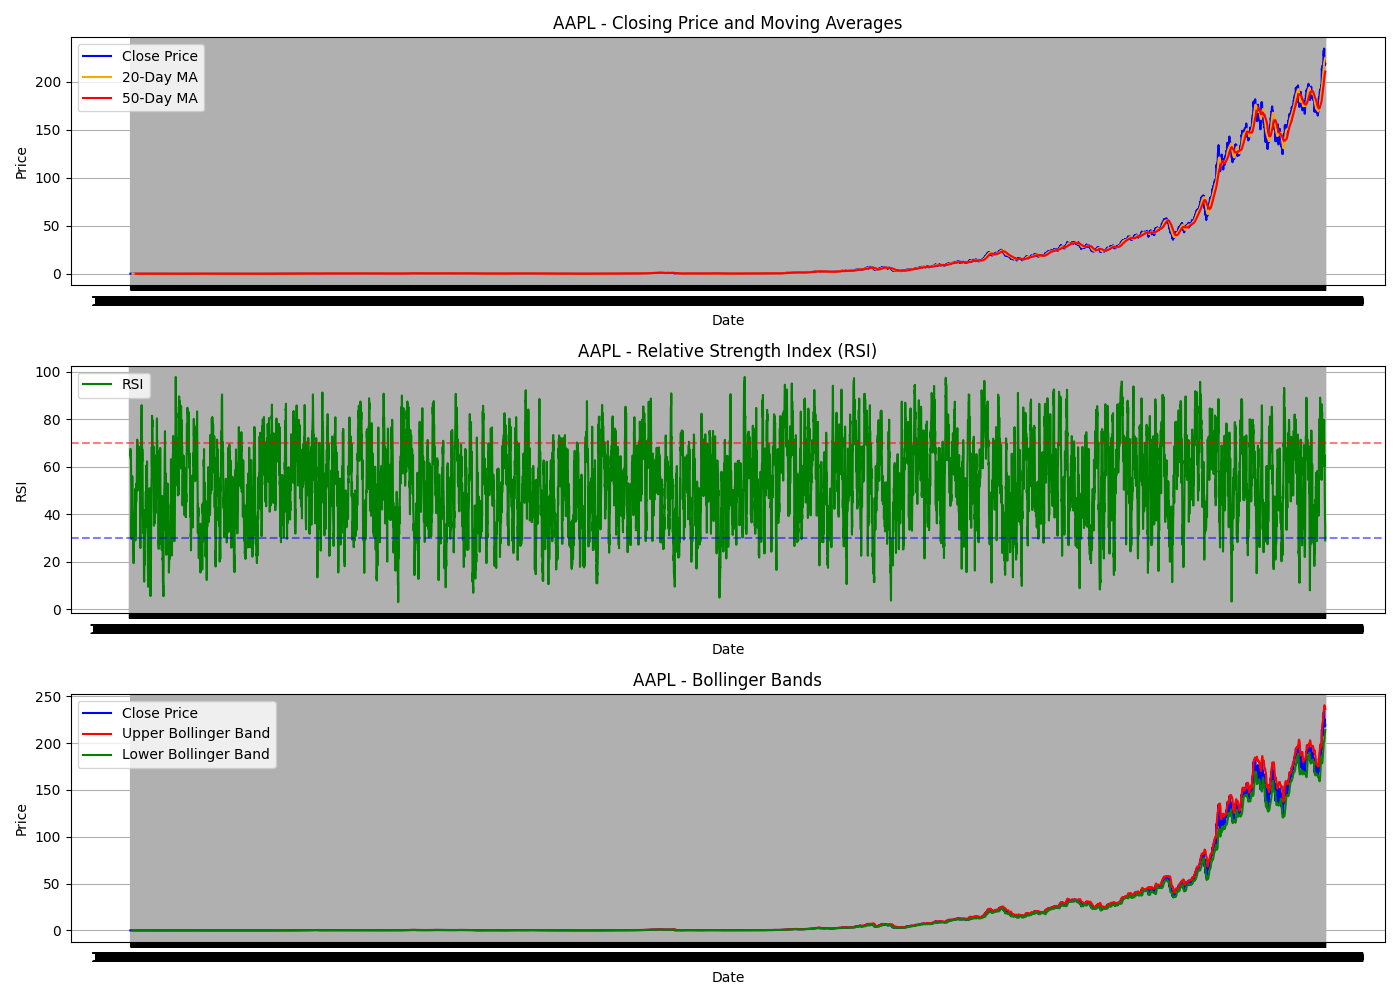 AAPL - Closing Price and Moving Averages
Close Price
20-Day MA
50-Day MA
200
150
100
50
0
Price
Date
AAPL - Relative Strength Index (RSI)
RSI
100
80
60
40
20
0
RSI
Date
AAPL - Bollinger Bands
Close Price
Upper Bollinger Band
Lower Bollinger Band
250
200
150
100
50
0
Price
Date